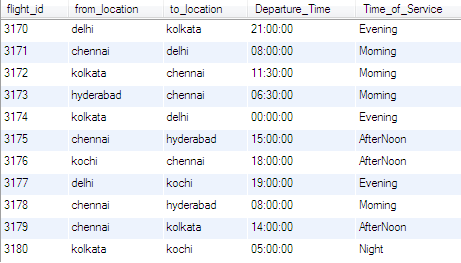 flight_id from_location to_location Departure_Time Time_of_Service
3170 delhi kolkata 21:00:00 Evening
3171 chennai delhi 08:00:00 Morning
3172 kolkata chennai 11:30:00 Morning
3173 hyderabad chennai 06:30:00 Morning
3174 kolkata delhi 00:00:00 Evening
3175 chennai hyderabad 15:00:00 AfterNoon
3176 kochi chennai 18:00:00 AfterNoon
3177 delhi kochi 19:00:00 Evening
3178 chennai hyderabad 08:00:00 Morning
3179 chennai kolkata 14:00:00 AfterNoon
3180 kolkata kochi 05:00:00 Night